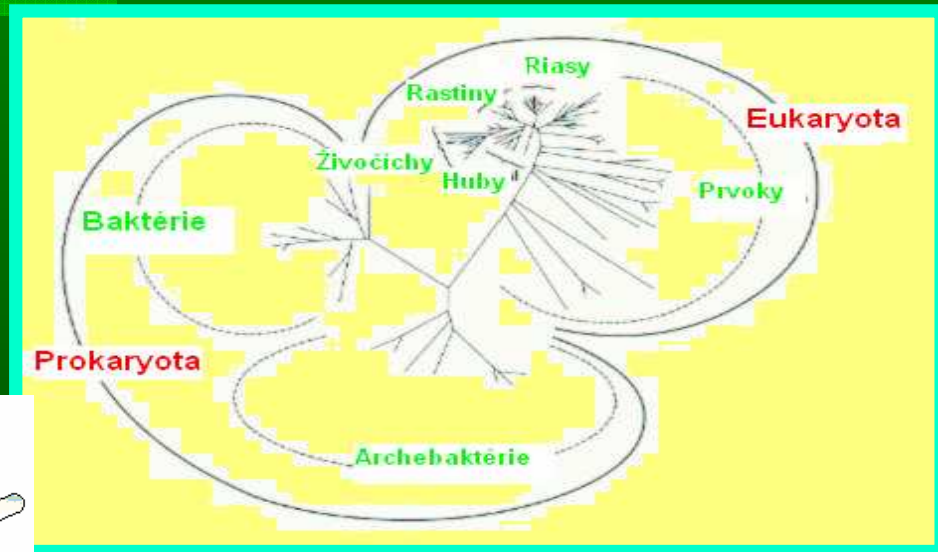 Riasy
Rastiny
Eukaryota
Živočíchy
Huby
Prvoky
Baktérie
Prokaryota
Archebaktérie